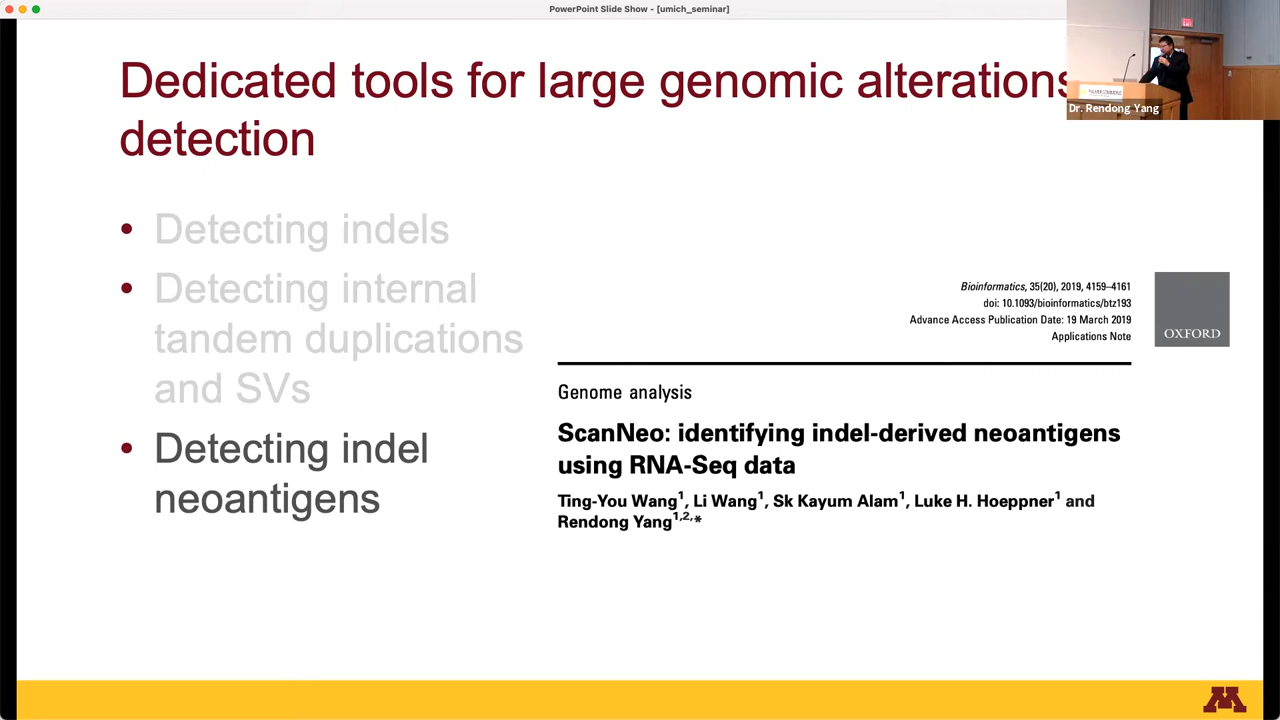 PowerPoint Slide Show - [umich_seminar]
Dedicated tools for large genomic alterations
detection
Dr. Rendong Yang
• Detecting indels
• Detecting internal
tandem duplications
and SVs
• Detecting indel
neoantigens
Bioinformatics, 35(20), 2019, 4159–4161
doi: 10.1093/bioinformatics/btz193
Advance Access Publication Date: 19 March 2019
Applications Note
OXFORD
Genome analysis
ScanNeo: identifying indel-derived neoantigens
using RNA-Seq data
Ting-You Wang1, Li Wang1, Sk Kayum Alam1, Luke H. Hoeppner1 and
Rendong Yang1,2,*
M